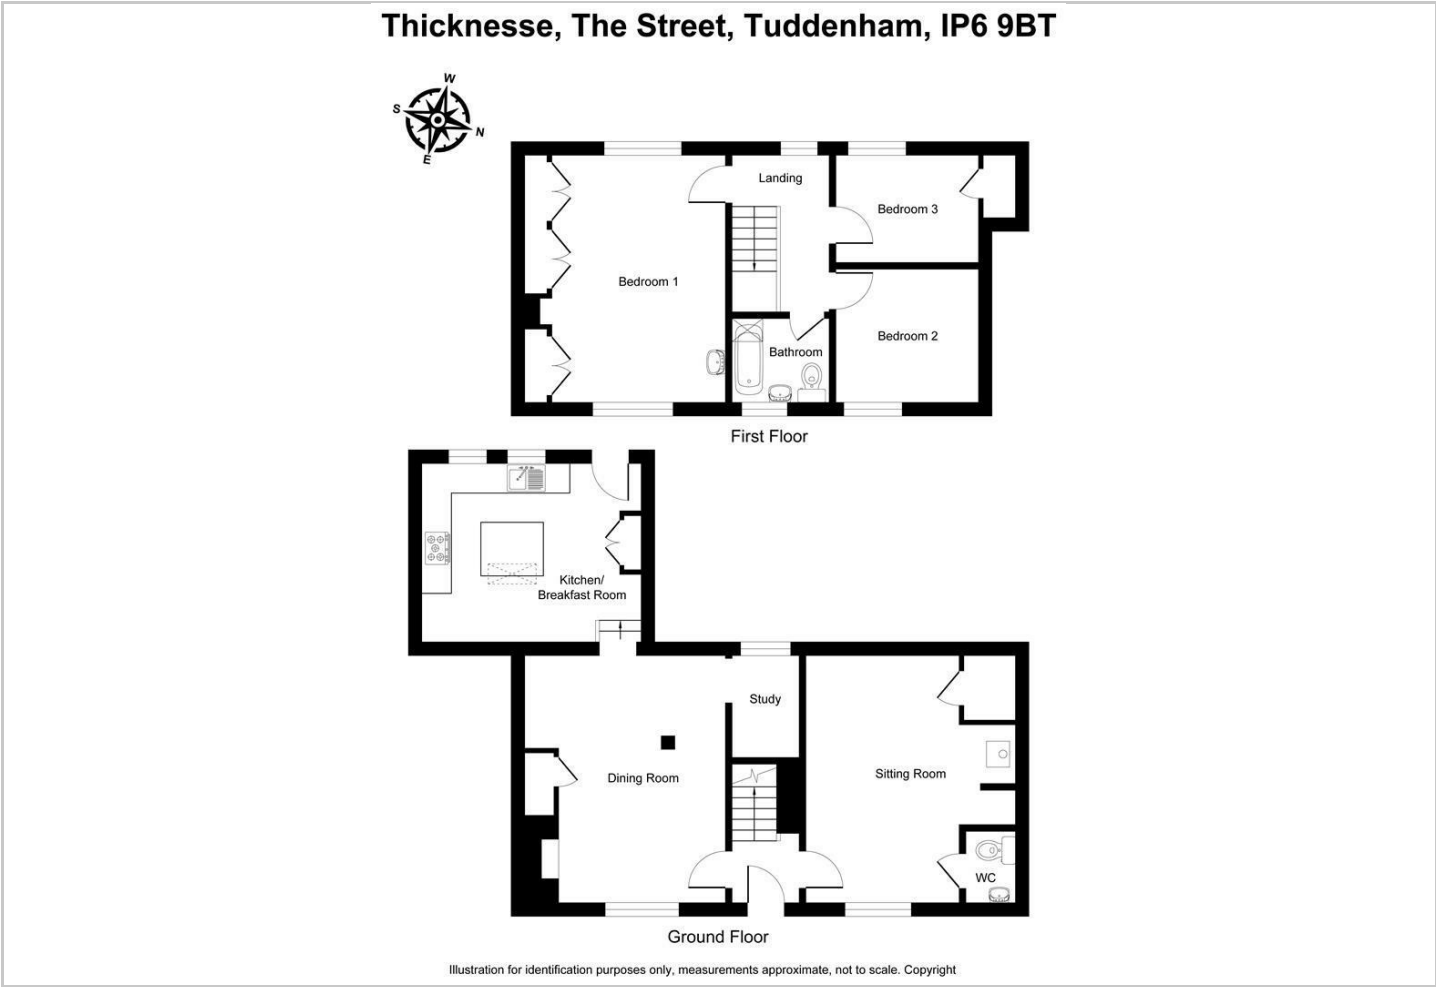 Thicknesse, The Street, Tuddenham, IP6 9BT
W
S
N
E
Landing
Bedroom 3
Bedroom 1
Bedroom 2
Bathroom
First Floor
Kitchen/
Breakfast Room
Study
Dining Room
Sitting Room
WC
Ground Floor
Illustration for identification purposes only, measurements approximate, not to scale. Copyright